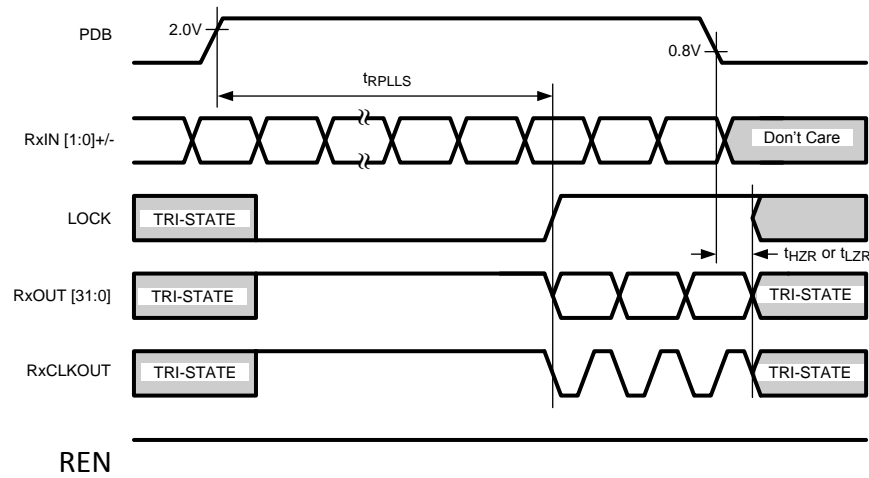 PDB
2.0V
0.8V
tRPLLS
RxIN [1:0]+/-
Don't Care
LOCK
TRI-STATE
tHZR or tLZR
RxOUT [31:0]
TRI-STATE
TRI-STATE
RxCLKOUT
TRI-STATE
TRI-STATE
REN